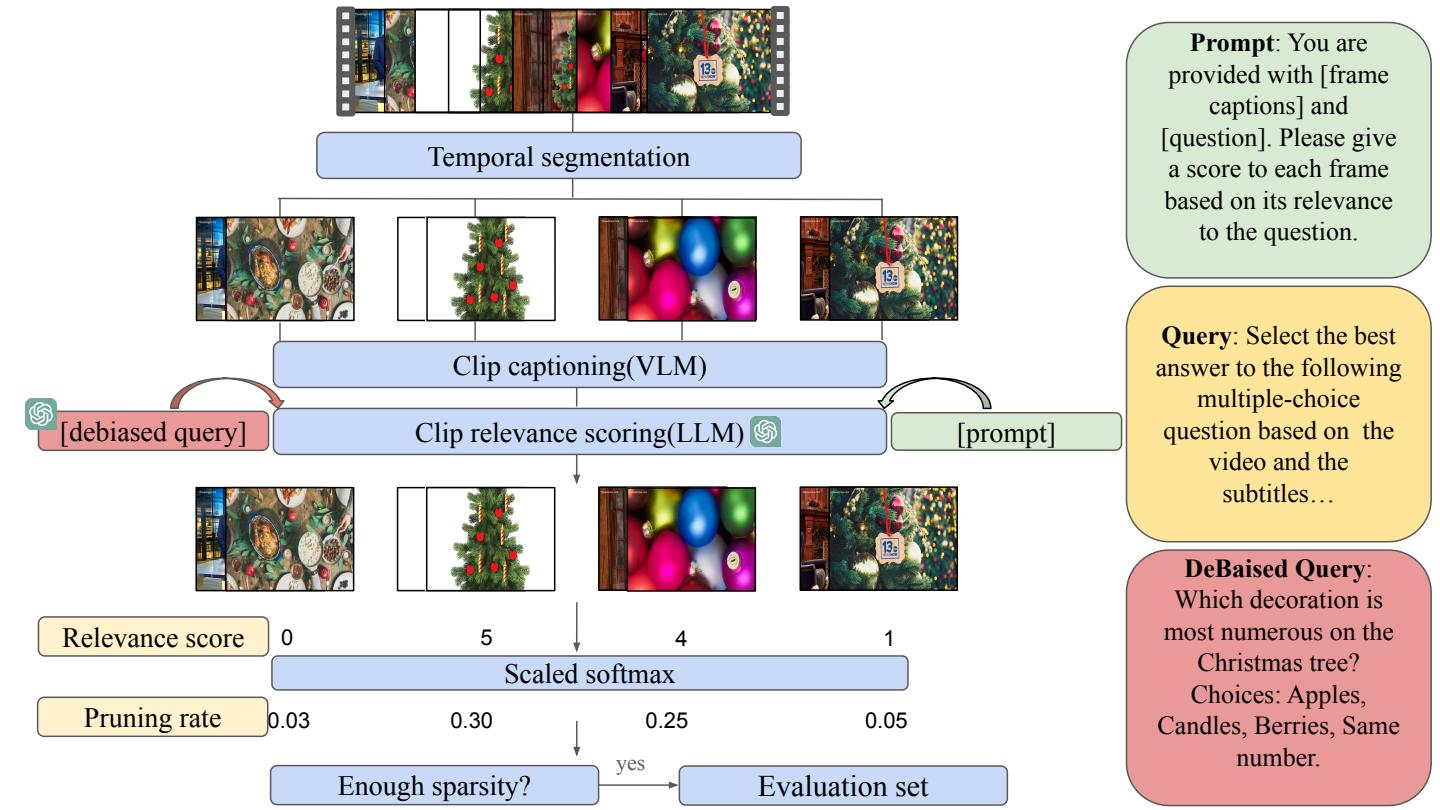 13
Temporal segmentation
13
Clip captioning(VLM)
[debiased query]
Clip relevance scoring(LLM)
[prompt]
13
Relevance score
0
5
4
1
Scaled softmax
Pruning rate
0.03
0.30
0.25
0.05
Enough sparsity?
yes
Evaluation set
Prompt: You are
provided with [frame
captions] and
[question]. Please give
a score to each frame
based on its relevance
to the question.
Query: Select the best
answer to the following
multiple-choice
question based on the
video and the
subtitles…
DeBaised Query:
Which decoration is
most numerous on the
Christmas tree?
Choices: Apples,
Candles, Berries, Same
number.